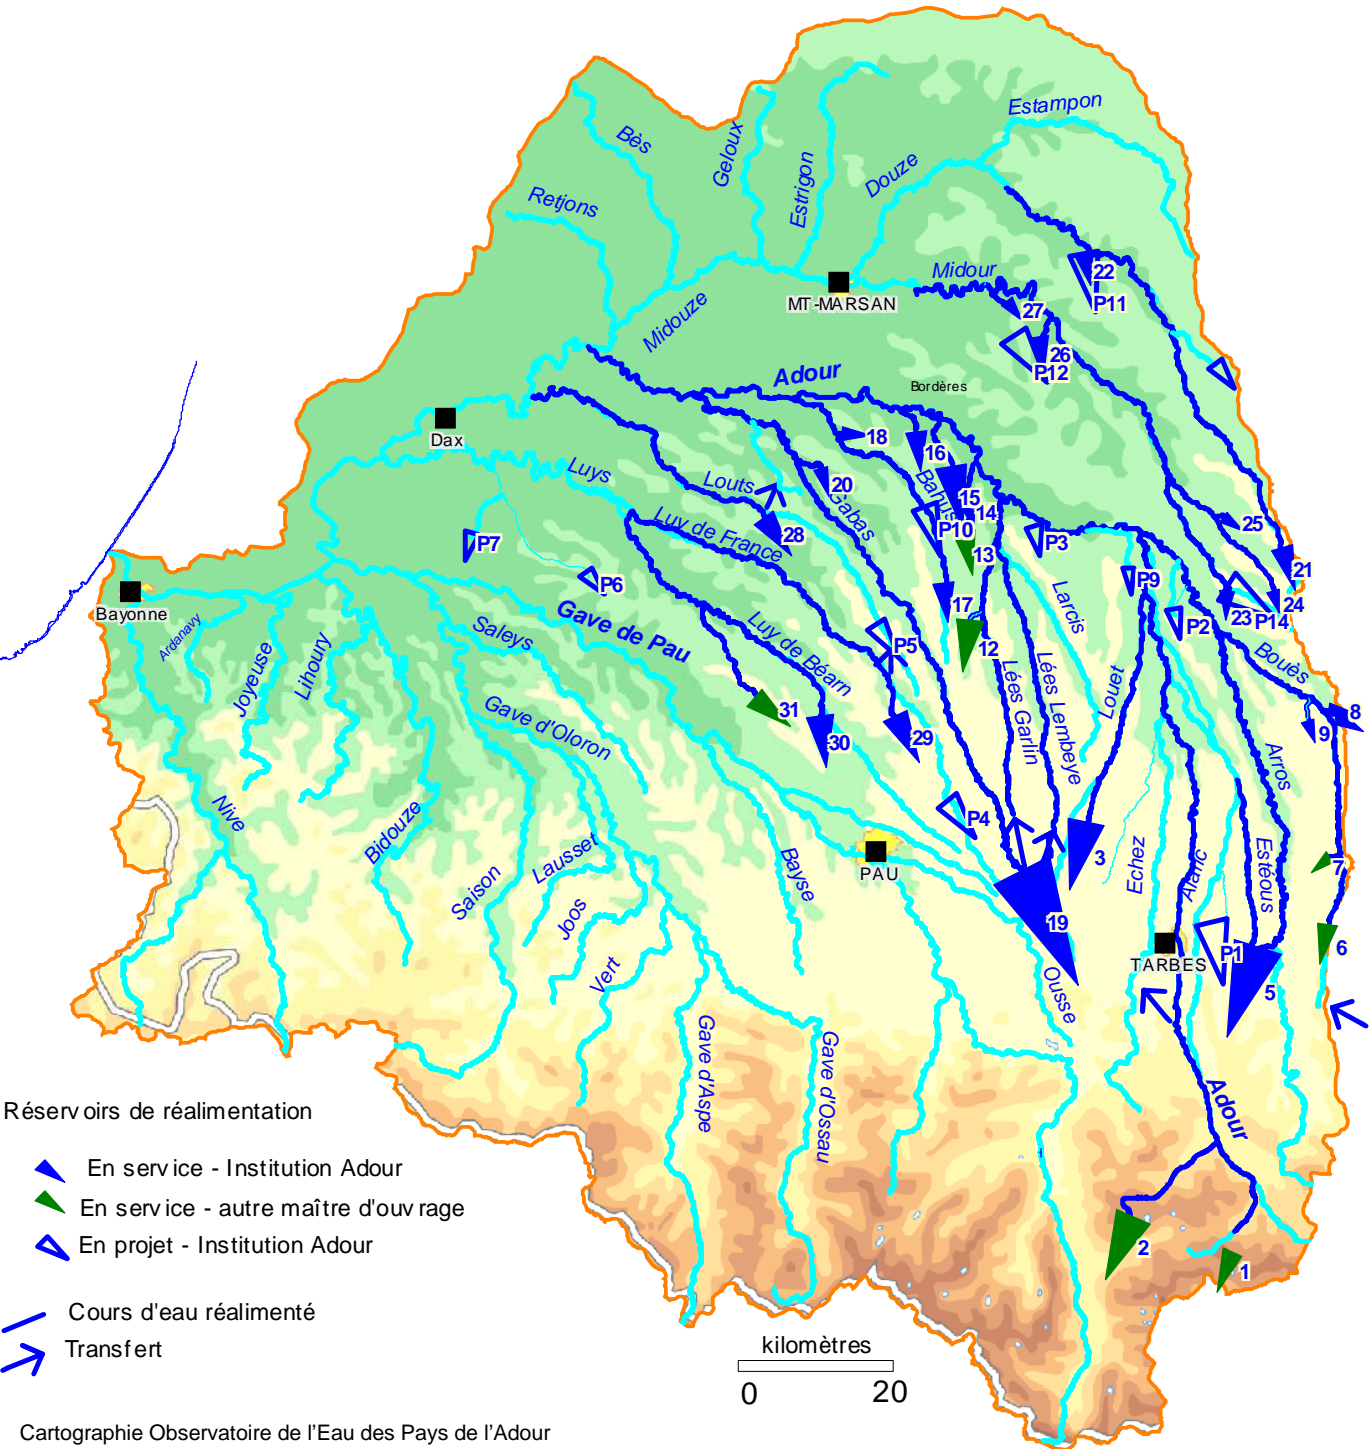 Estampon
Bès
Geloux
Estrigon
Douze
Retjons
Midour
22
P11
27
MT-MARSAN
Midouze
26
P12
Adour
Bordères
Dax
18
16
Luys
Louts
20
Gabas
Bahus
15
14
25
Luy de France
28
P10
P3
P7
13
21
P6
P9
Bayonne
Ardanavy
Gave de Pau
17
Larcis
24
23
P14
P2
Saleys
Luy de Béarn
P5
12
Bouès
Joyeuse
Lihoury
Lées Garlin
Lées Lembeye
Louet
31
30
29
8
9
Gave d'Oloron
Arros
Nive
Bidouze
P4
Saison
Lausset
Bayse
PAU
3
Echez
Alaric
Estéous
7
Joos
19
P1
6
TARBES
5
Vert
Ousse
Gave d'Aspe
Gave d'Ossau
Adour
2
1
Réservoirs de réalimentation
En service - Institution Adour
En service - autre maître d'ouvrage
En projet - Institution Adour
Cours d'eau réalimenté
Transfert
kilomètres
0 20
Cartographie Observatoire de l'Eau des Pays de l'Adour